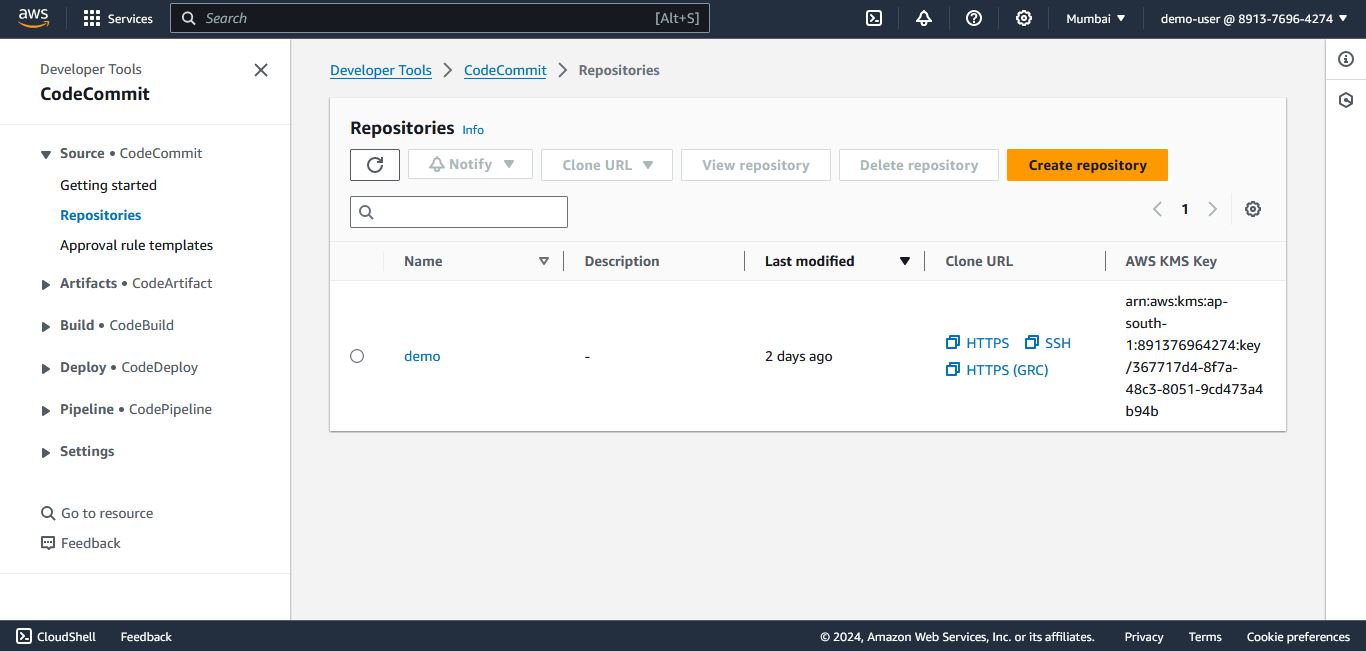 aws
Services
Search
[Alt+S]
Mumbai
demo-user @ 8913-7696-4274
Developer Tools
CodeCommit
Source • CodeCommit
Getting started
Repositories
Approval rule templates
Artifacts • CodeArtifact
Build • CodeBuild
Deploy • CodeDeploy
Pipeline • CodePipeline
Settings
Go to resource
Feedback
Developer Tools
CodeCommit
Repositories
Repositories Info
Notify
Clone URL
View repository
Delete repository
Create repository
1
Name
Description
Last modified
Clone URL
AWS KMS Key
demo
-
2 days ago
HTTPS
SSH
HTTPS (GRC)
arn:aws:kms:ap-
south-
1:891376964274:key
/367717d4-8f7a-
48c3-8051-9cd473a4
b94b
CloudShell
Feedback
© 2024, Amazon Web Services, Inc. or its affiliates.
Privacy
Terms
Cookie preferences